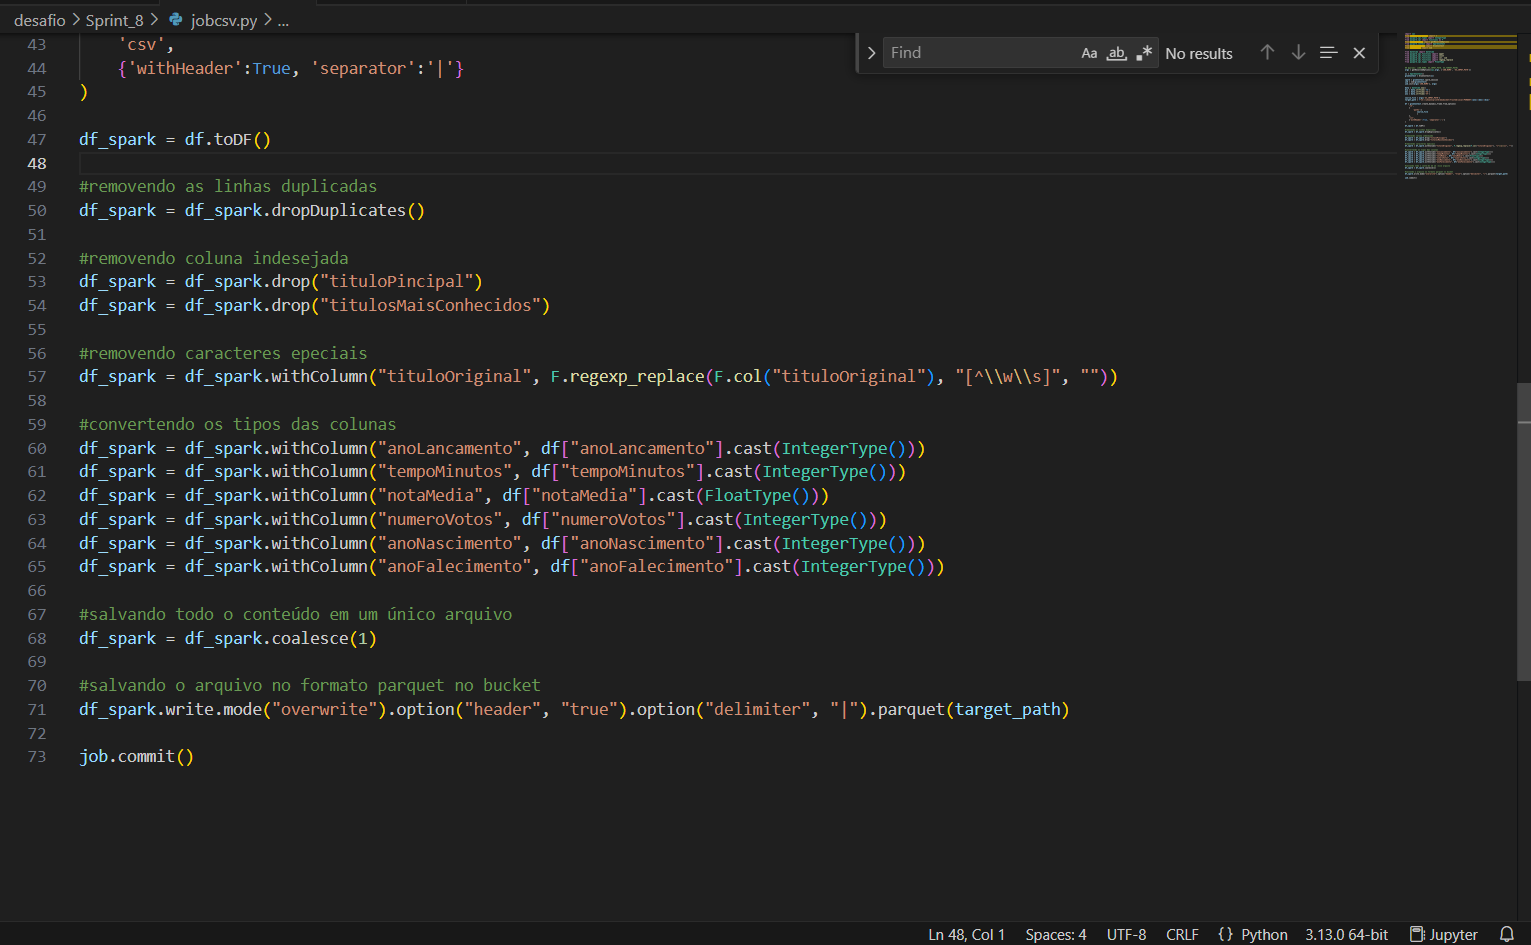 desafio > Sprint_8 > jobcsv.py > ...
Find
Aa ab .* No results
43 'csv',
44 {'withHeader':True, 'separator':'|'}
45 )
46
47 df_spark = df.toDF()
48
49 #removendo as linhas duplicadas
50 df_spark = df_spark.dropDuplicates()
51
52 #removendo coluna indesejada
53 df_spark = df_spark.drop("tituloPincipal")
54 df_spark = df_spark.drop("titulosMaisConhecidos")
55
56 #removendo caracteres epeciais
57 df_spark = df_spark.withColumn("tituloOriginal", F.regexp_replace(F.col("tituloOriginal"), "[^\\w\\s]", ""))
58
59 #convertendo os tipos das colunas
60 df_spark = df_spark.withColumn("anoLancamento", df["anoLancamento"].cast(IntegerType()))
61 df_spark = df_spark.withColumn("tempoMinutos", df["tempoMinutos"].cast(IntegerType()))
62 df_spark = df_spark.withColumn("notaMedia", df["notaMedia"].cast(FloatType()))
63 df_spark = df_spark.withColumn("numeroVotos", df["numeroVotos"].cast(IntegerType()))
64 df_spark = df_spark.withColumn("anoNascimento", df["anoNascimento"].cast(IntegerType()))
65 df_spark = df_spark.withColumn("anoFalecimento", df["anoFalecimento"].cast(IntegerType()))
66
67 #salvando todo o conteúdo em um único arquivo
68 df_spark = df_spark.coalesce(1)
69
70 #salvando o arquivo no formato parquet no bucket
71 df_spark.write.mode("overwrite").option("header", "true").option("delimiter", "|").parquet(target_path)
72
73 job.commit()
Ln 48, Col 1 Spaces: 4 UTF-8 CRLF {} Python 3.13.0 64-bit Jupyter